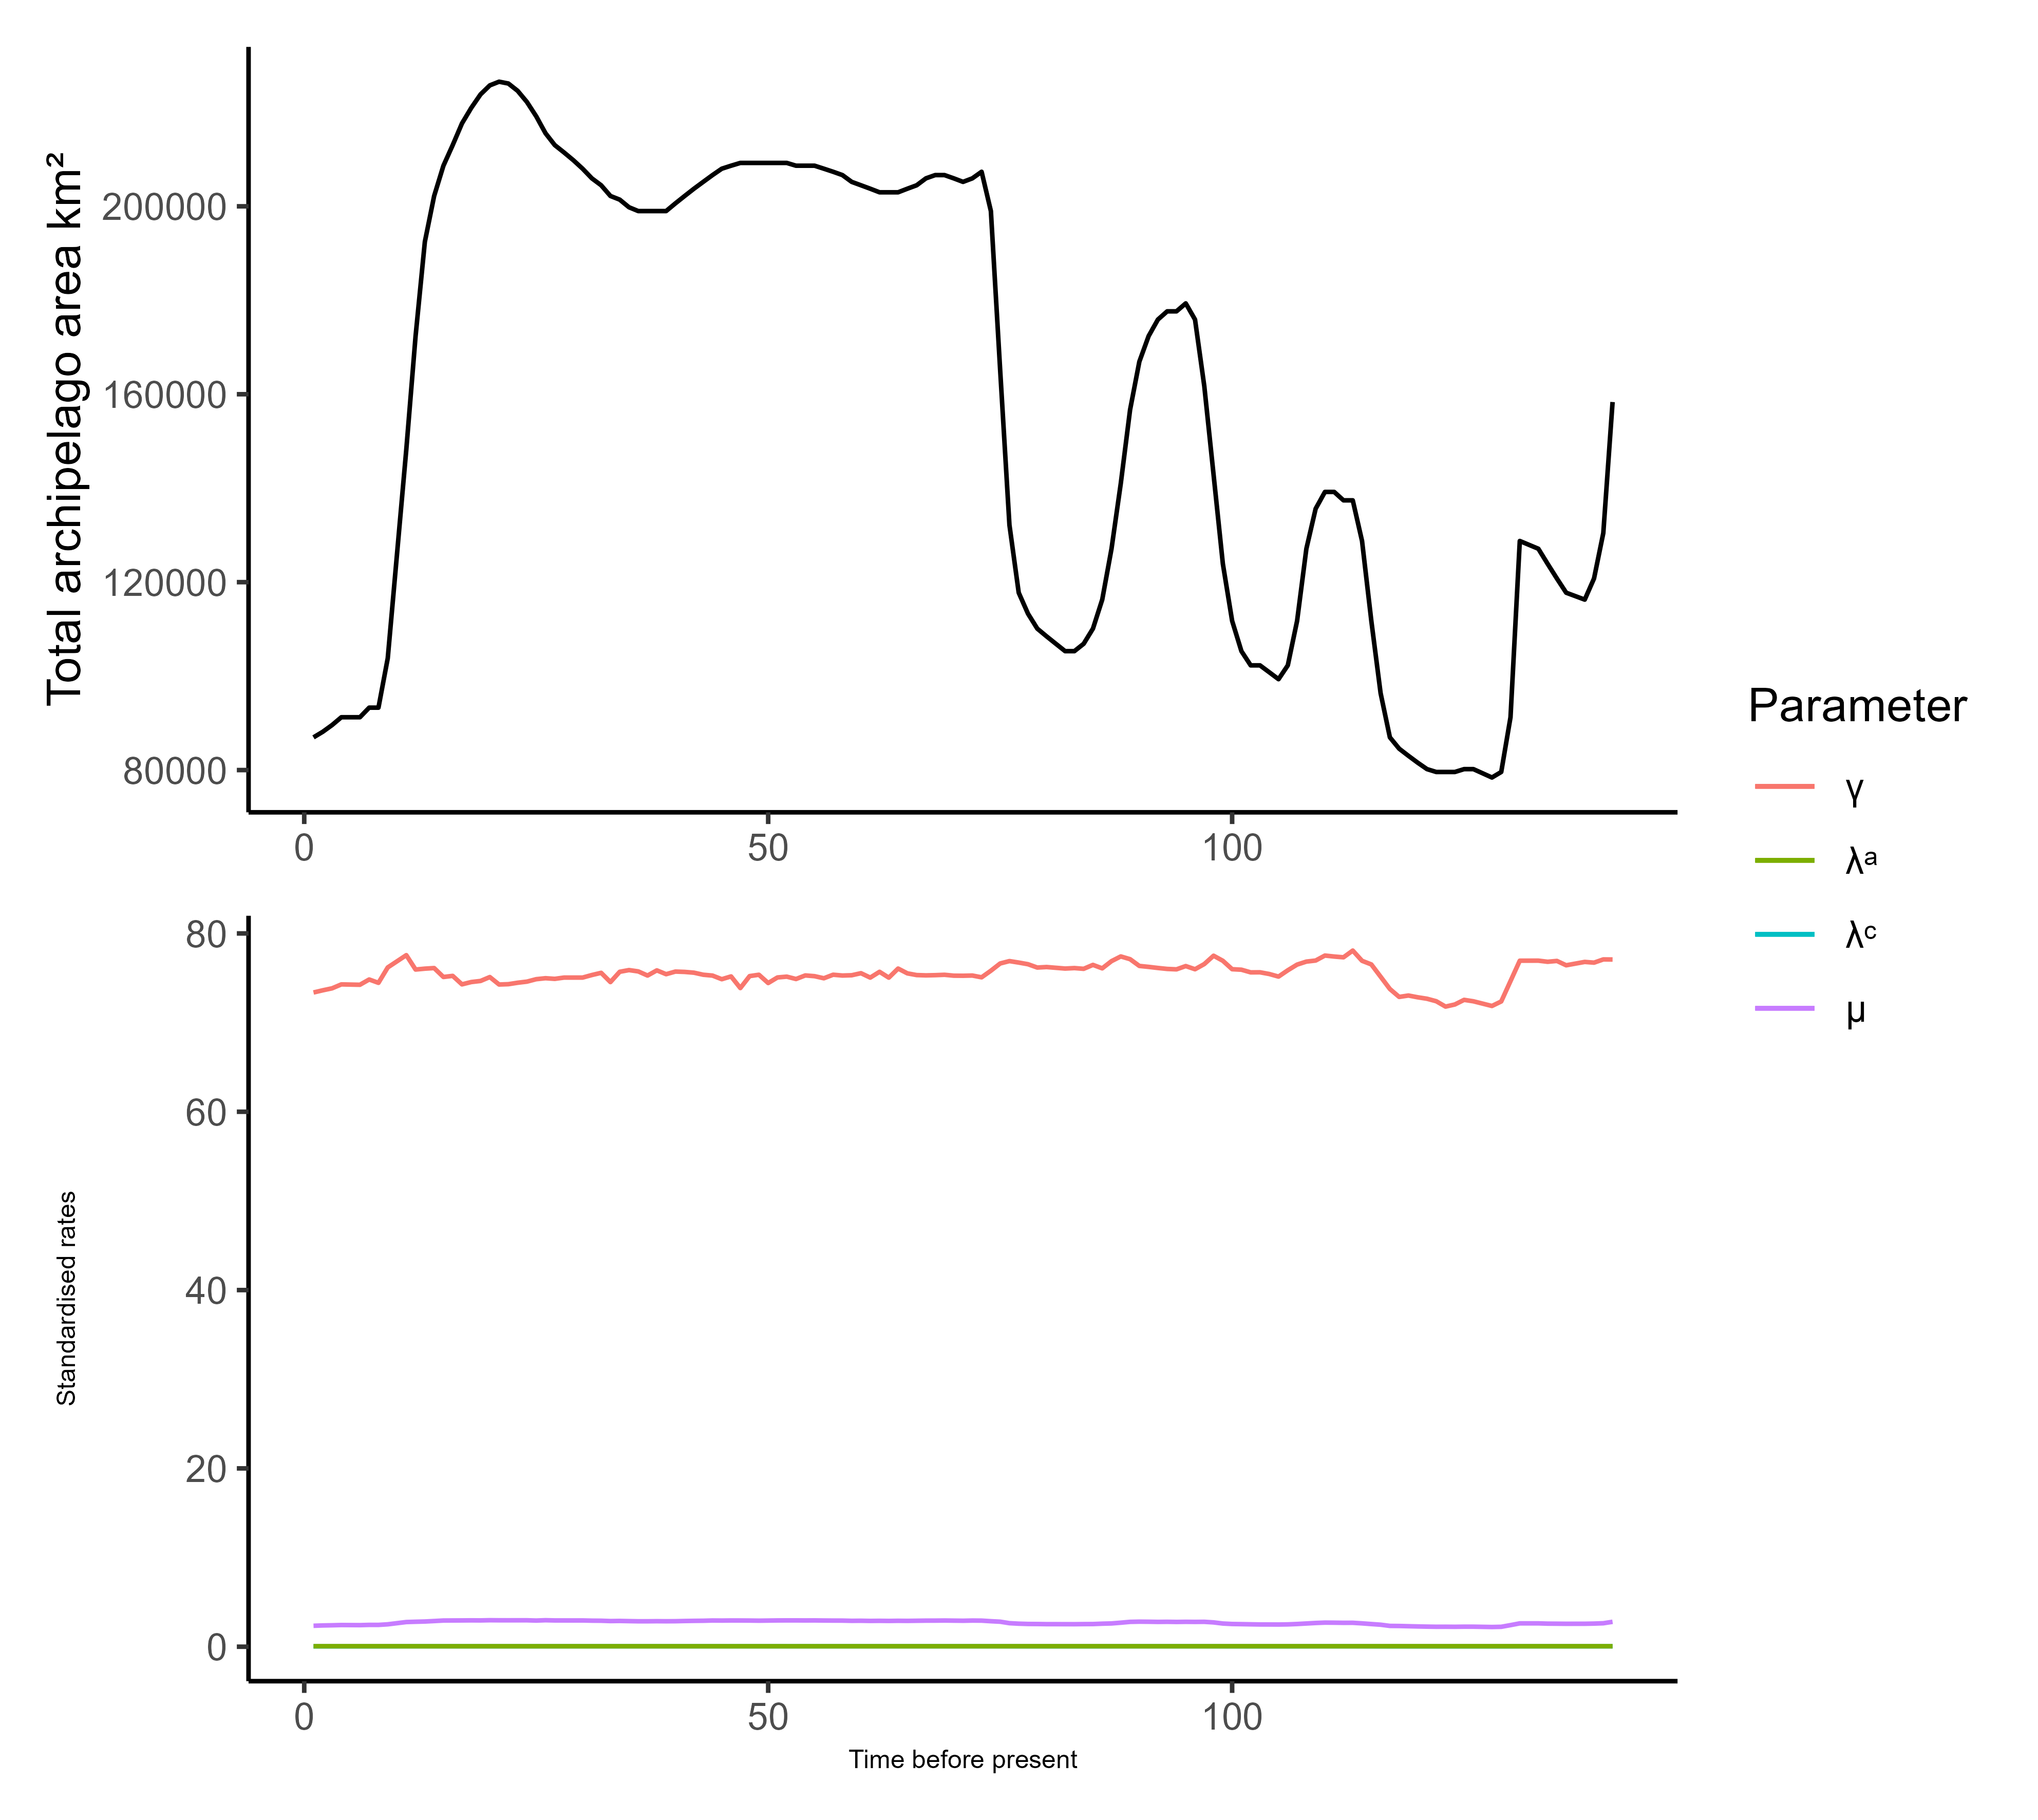 Total archipelago area km²
200000
160000
120000
80000
0 50 100
Parameter
γ
λᵃ
λᶜ
μ
Standardised rates
80
60
40
20
0
0 50 100
Time before present